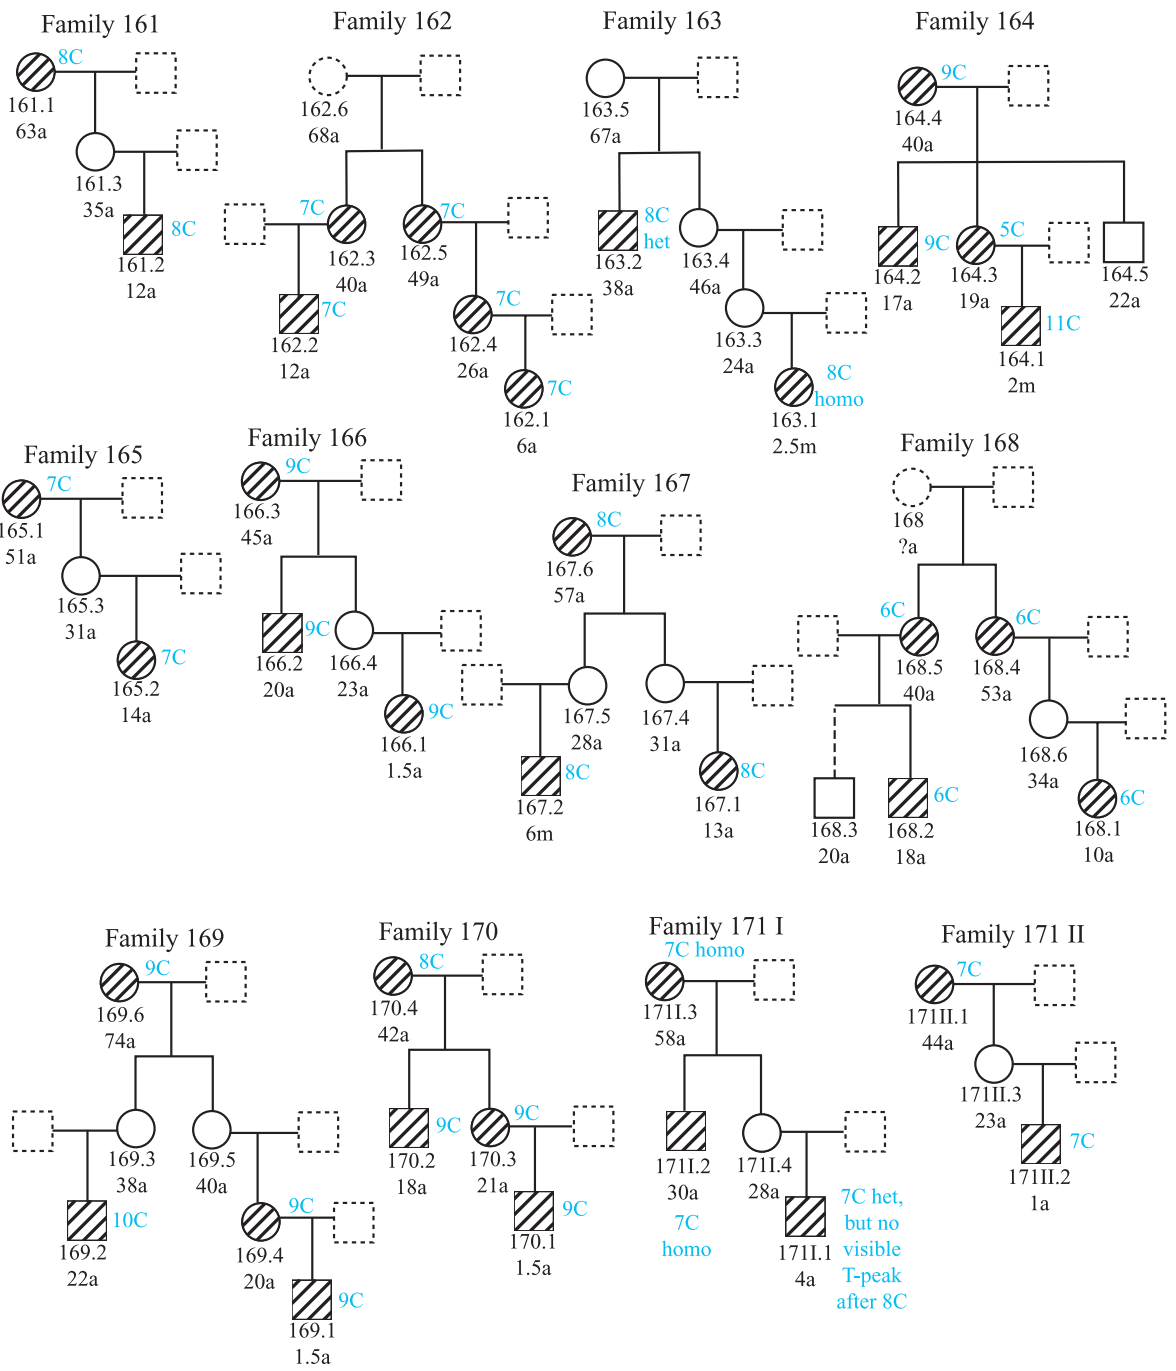 Family 161
8C
161.1
63a
161.3
35a
8C
161.2
12a
Family 162
162.6
68a
7C
162.3
40a
7C
162.5
49a
7C
162.2
12a
7C
162.4
26a
7C
162.1
6a
Family 163
163.5
67a
8C
het
163.2
38a
163.4
46a
163.3
24a
8C
homo
163.1
2.5m
Family 164
9C
164.4
40a
9C
164.2
17a
5C
164.3
19a
164.5
22a
11C
164.1
2m
Family 165
7C
165.1
51a
165.3
31a
7C
165.2
14a
Family 166
9C
166.3
45a
9C
166.2
20a
166.4
23a
9C
166.1
1.5a
Family 167
8C
167.6
57a
167.5
28a
167.4
31a
8C
167.2
6m
8C
167.1
13a
Family 168
168
?a
6C
168.5
40a
6C
168.4
53a
168.6
34a
168.3
20a
6C
168.2
18a
6C
168.1
10a
Family 169
9C
169.6
74a
169.3
38a
169.5
40a
10C
169.2
22a
9C
169.4
20a
9C
169.1
1.5a
Family 170
8C
170.4
42a
9C
170.2
18a
9C
170.3
21a
9C
170.1
1.5a
Family 171 I
7C homo
171I.3
58a
171I.2
30a
7C
homo
171I.4
28a
171I.1
4a
7C het,
but no
visible
T-peak
after 8C
Family 171 II
7C
171II.1
44a
171II.3
23a
7C
171II.2
1a